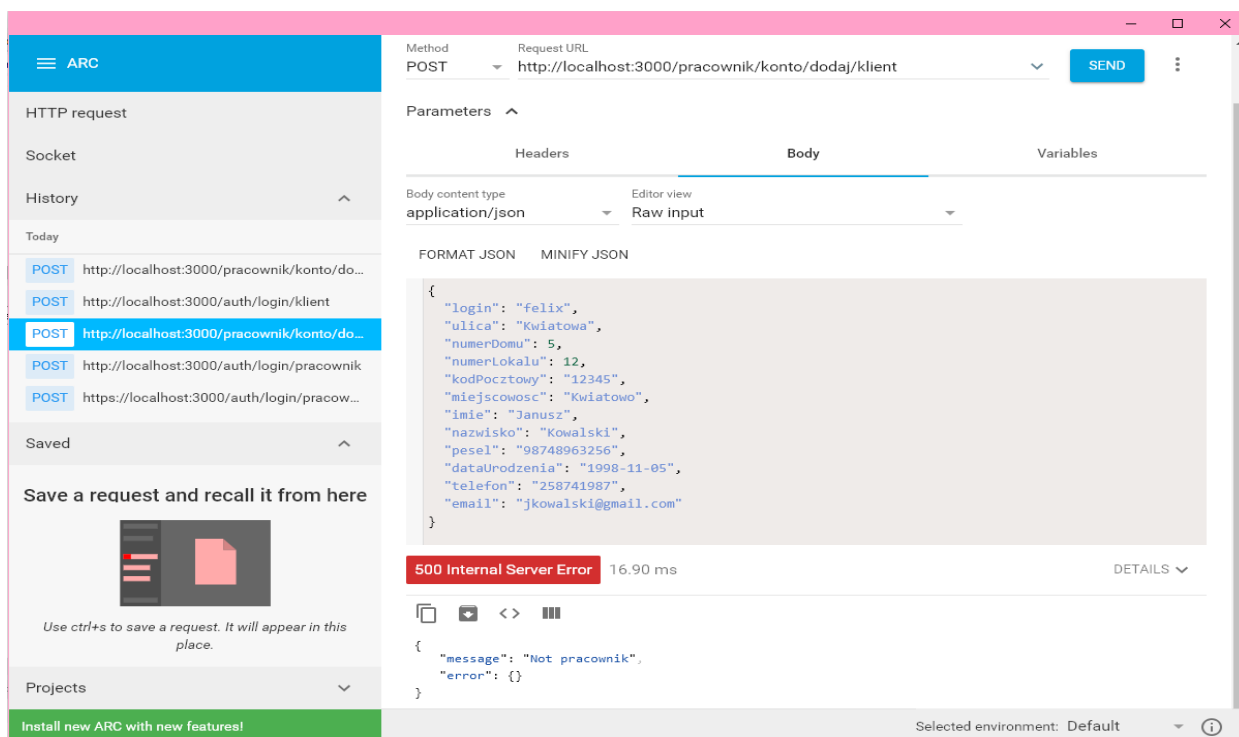 ARC
HTTP request
Socket
History
Today
POST http://localhost:3000/pracownik/konto/do...
POST http://localhost:3000/auth/login/klient
POST http://localhost:3000/pracownik/konto/do...
POST http://localhost:3000/auth/login/pracownik
POST https://localhost:3000/auth/login/pracow...
Saved
Save a request and recall it from here
Use ctrl+s to save a request. It will appear in this
place.
Projects
Install new ARC with new features!
Method Request URL
POST http://localhost:3000/pracownik/konto/dodaj/klient SEND
Parameters
Headers Body Variables
Body content type Editor view
application/json Raw input
FORMAT JSON MINIFY JSON
{
"login": "felix",
"ulica": "Kwiatowa",
"numerDomu": 5,
"numerLokalu": 12,
"kodPocztowy": "12345",
"miejscowosc": "Kwiatowo",
"imie": "Janusz",
"nazwisko": "Kowalski",
"pesel": "98748963256",
"dataUrodzenia": "1998-11-05",
"telefon": "258741987",
"email": "jkowalski@gmail.com"
}
500 Internal Server Error 16.90 ms DETAILS
{
"message": "Not pracownik",
"error": {}
}
Selected environment: Default